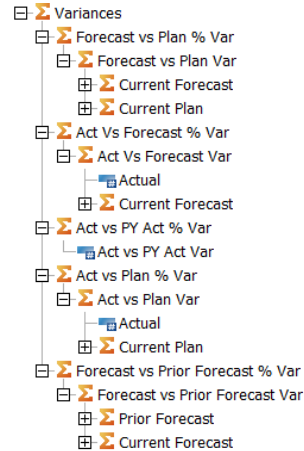 Variances
Forecast vs Plan % Var
Forecast vs Plan Var
Current Forecast
Current Plan
Act Vs Forecast % Var
Act Vs Forecast Var
Actual
Current Forecast
Act vs PY Act % Var
Act vs PY Act Var
Act vs Plan % Var
Act vs Plan Var
Actual
Current Plan
Forecast vs Prior Forecast % Var
Forecast vs Prior Forecast Var
Prior Forecast
Current Forecast